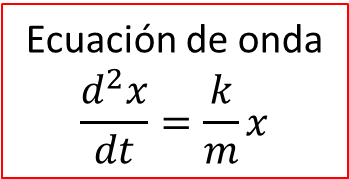 Ecuación de onda
d²x/dt = k/m x